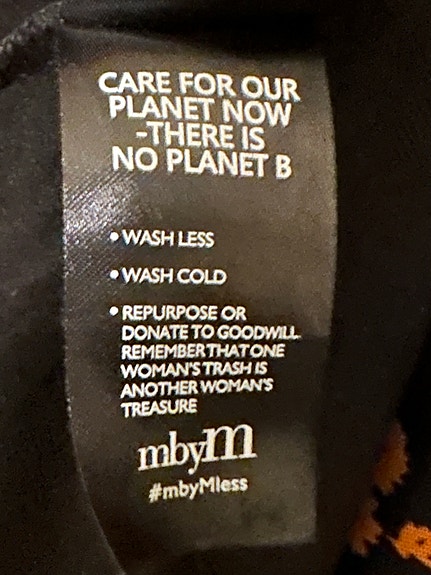 CARE FOR OUR
PLANET NOW
-THERE IS
NO PLANET B
• WASH LESS
• WASH COLD
• REPURPOSE OR
DONATE TO GOODWILL
REMEMBER THAT ONE
WOMAN'S TRASH IS
ANOTHER WOMAN'S
TREASURE
mbyM
#mbyMless